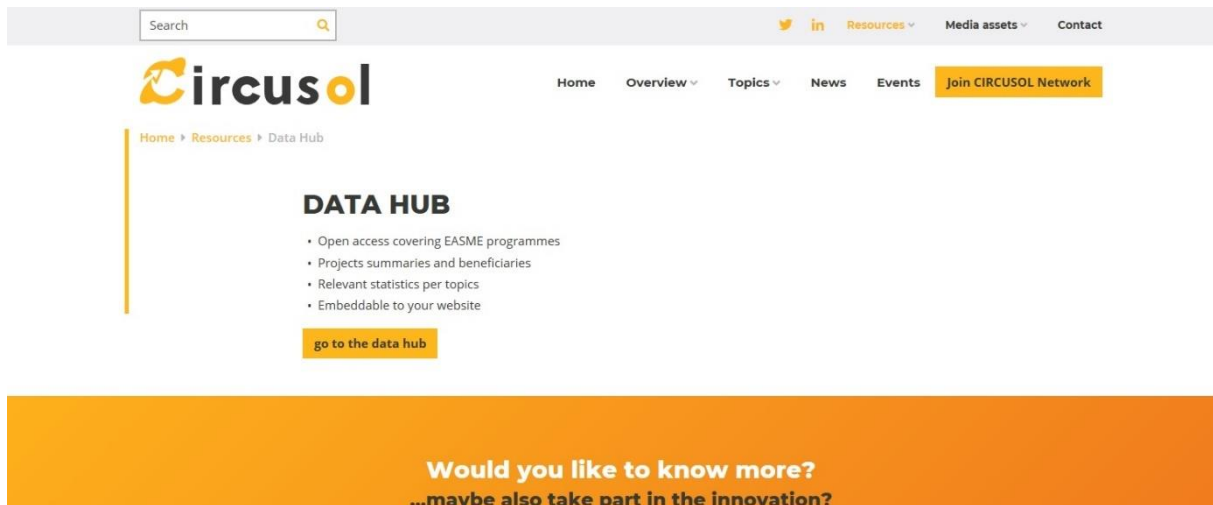 Search
in Resources Media assets Contact
Circusol
Home Overview Topics News Events Join CIRCUSOL Network
Home Resources Data Hub
DATA HUB
• Open access covering EASME programmes
• Projects summaries and beneficiaries
• Relevant statistics per topics
• Embeddable to your website
go to the data hub
Would you like to know more?
...maybe also take part in the innovation?